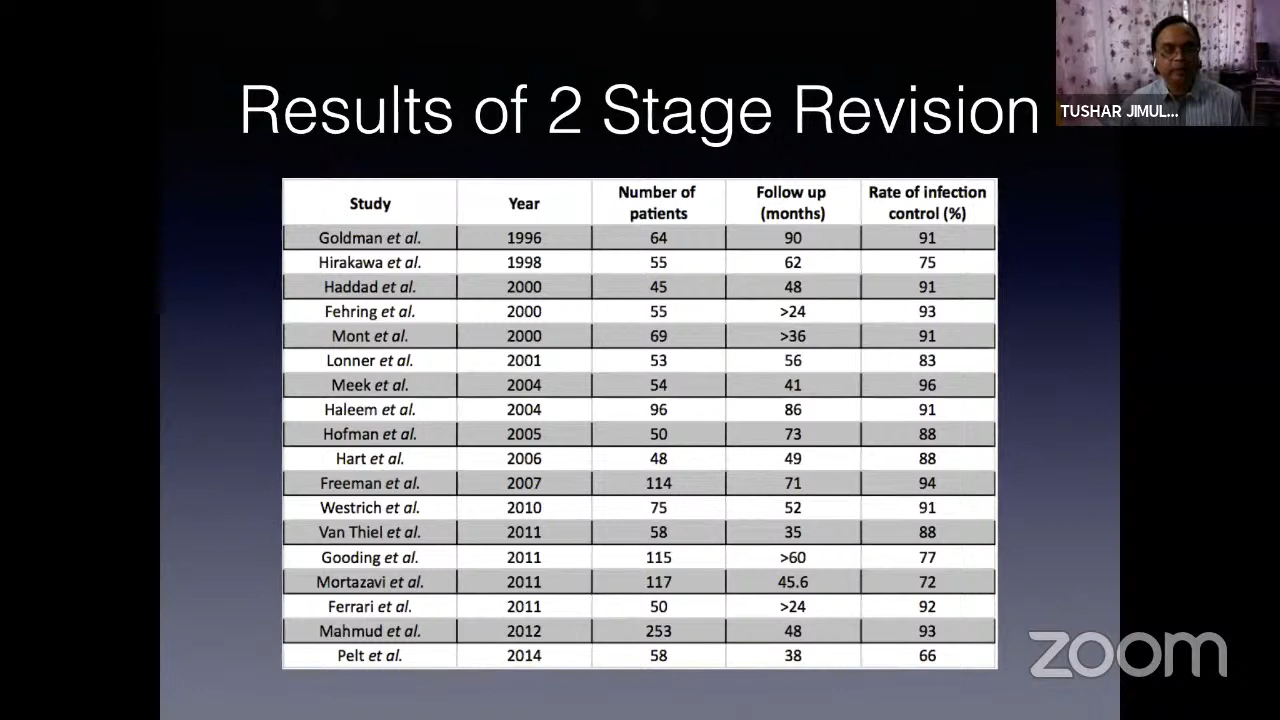 Results of 2 Stage Revision
TUSHAR JIMUL...
Study Year Number of patients Follow up (months) Rate of infection control (%)
Goldman et al. 1996 64 90 91
Hirakawa et al. 1998 55 62 75
Haddad et al. 2000 45 48 91
Fehring et al. 2000 55 >24 93
Mont et al. 2000 69 >36 91
Lonner et al. 2001 53 56 83
Meek et al. 2004 54 41 96
Haleem et al. 2004 96 86 91
Hofman et al. 2005 50 73 88
Hart et al. 2006 48 49 88
Freeman et al. 2007 114 71 94
Westrich et al. 2010 75 52 91
Van Thiel et al. 2011 58 35 88
Gooding et al. 2011 115 >60 77
Mortazavi et al. 2011 117 45.6 72
Ferrari et al. 2011 50 >24 92
Mahmud et al. 2012 253 48 93
Pelt et al. 2014 58 38 66
zoom